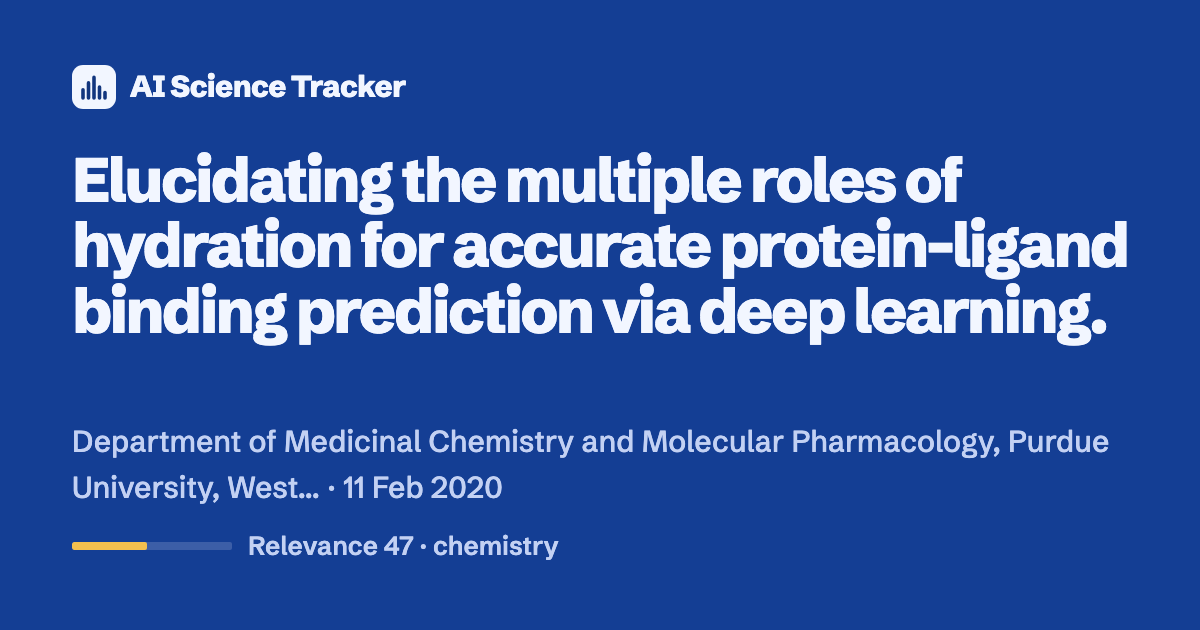 AI Science Tracker
Elucidating the multiple roles of
hydration for accurate protein-ligand
binding prediction via deep learning.
Department of Medicinal Chemistry and Molecular Pharmacology, Purdue
University, West... · 11 Feb 2020
Relevance 47 · chemistry